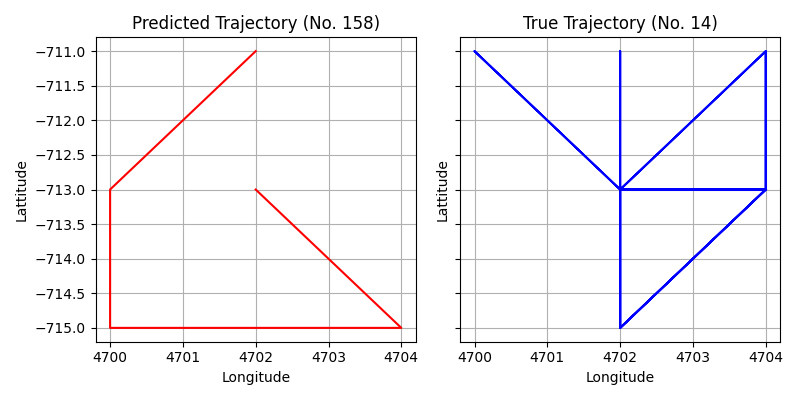 Predicted Trajectory (No. 158)
True Trajectory (No. 14)
−711.0
−711.5
−712.0
−712.5
−713.0
−713.5
−714.0
−714.5
−715.0
Lattitude
Lattitude
4700 4701 4702 4703 4704
4700 4701 4702 4703 4704
Longitude
Longitude